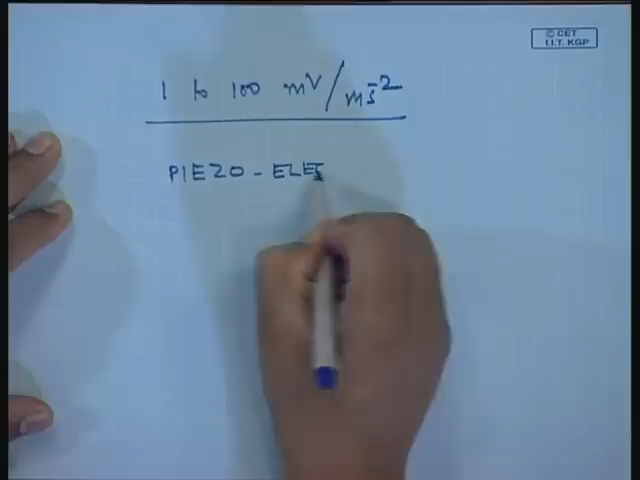 © CET
I.I.T. KGP
1 to 100 mV/ms⁻²
PIEZO - ELE